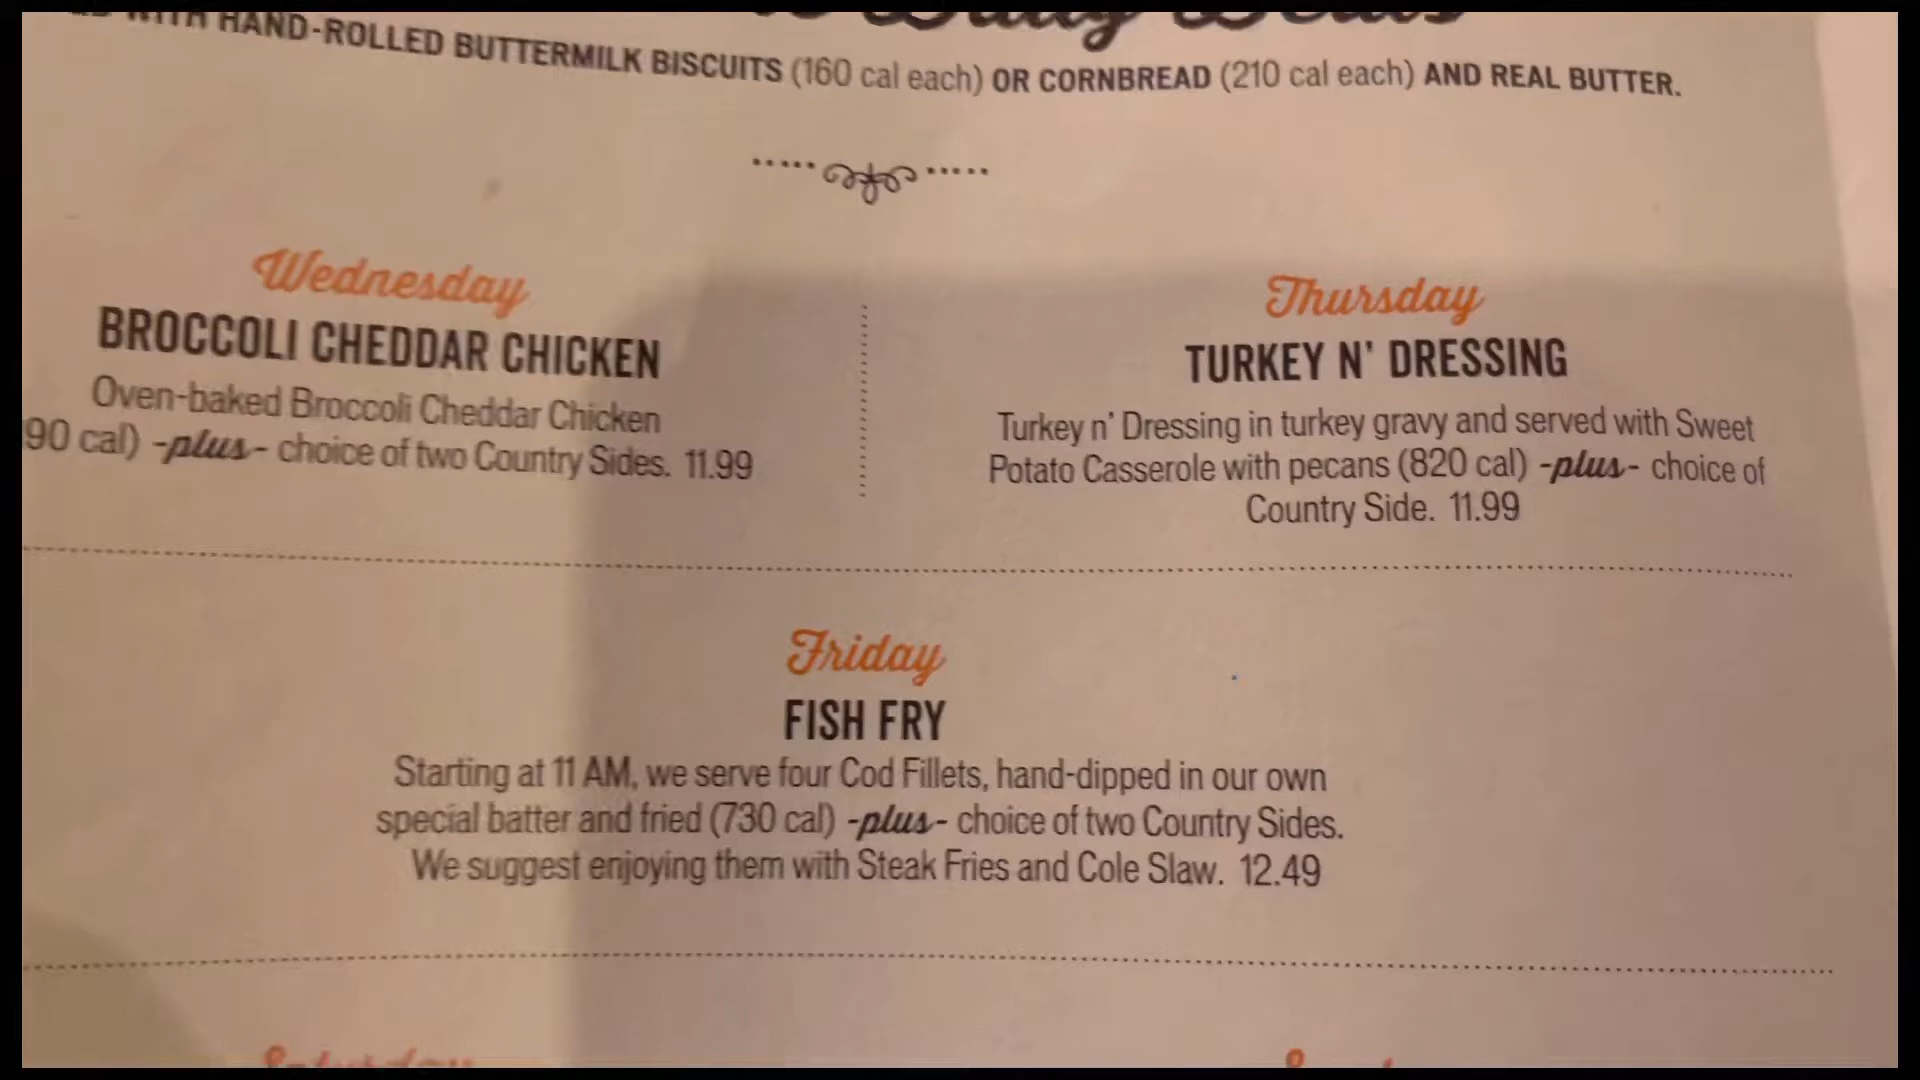 WITH HAND-ROLLED BUTTERMILK BISCUITS (160 cal each) OR CORNBREAD (210 cal each) AND REAL BUTTER.
Wednesday
BROCCOLI CHEDDAR CHICKEN
Oven-baked Broccoli Cheddar Chicken
90 cal) -plus- choice of two Country Sides. 11.99
Thursday
TURKEY N' DRESSING
Turkey n' Dressing in turkey gravy and served with Sweet
Potato Casserole with pecans (820 cal) -plus- choice of
Country Side. 11.99
Friday
FISH FRY
Starting at 11 AM, we serve four Cod Fillets, hand-dipped in our own
special batter and fried (730 cal) -plus- choice of two Country Sides.
We suggest enjoying them with Steak Fries and Cole Slaw. 12.49